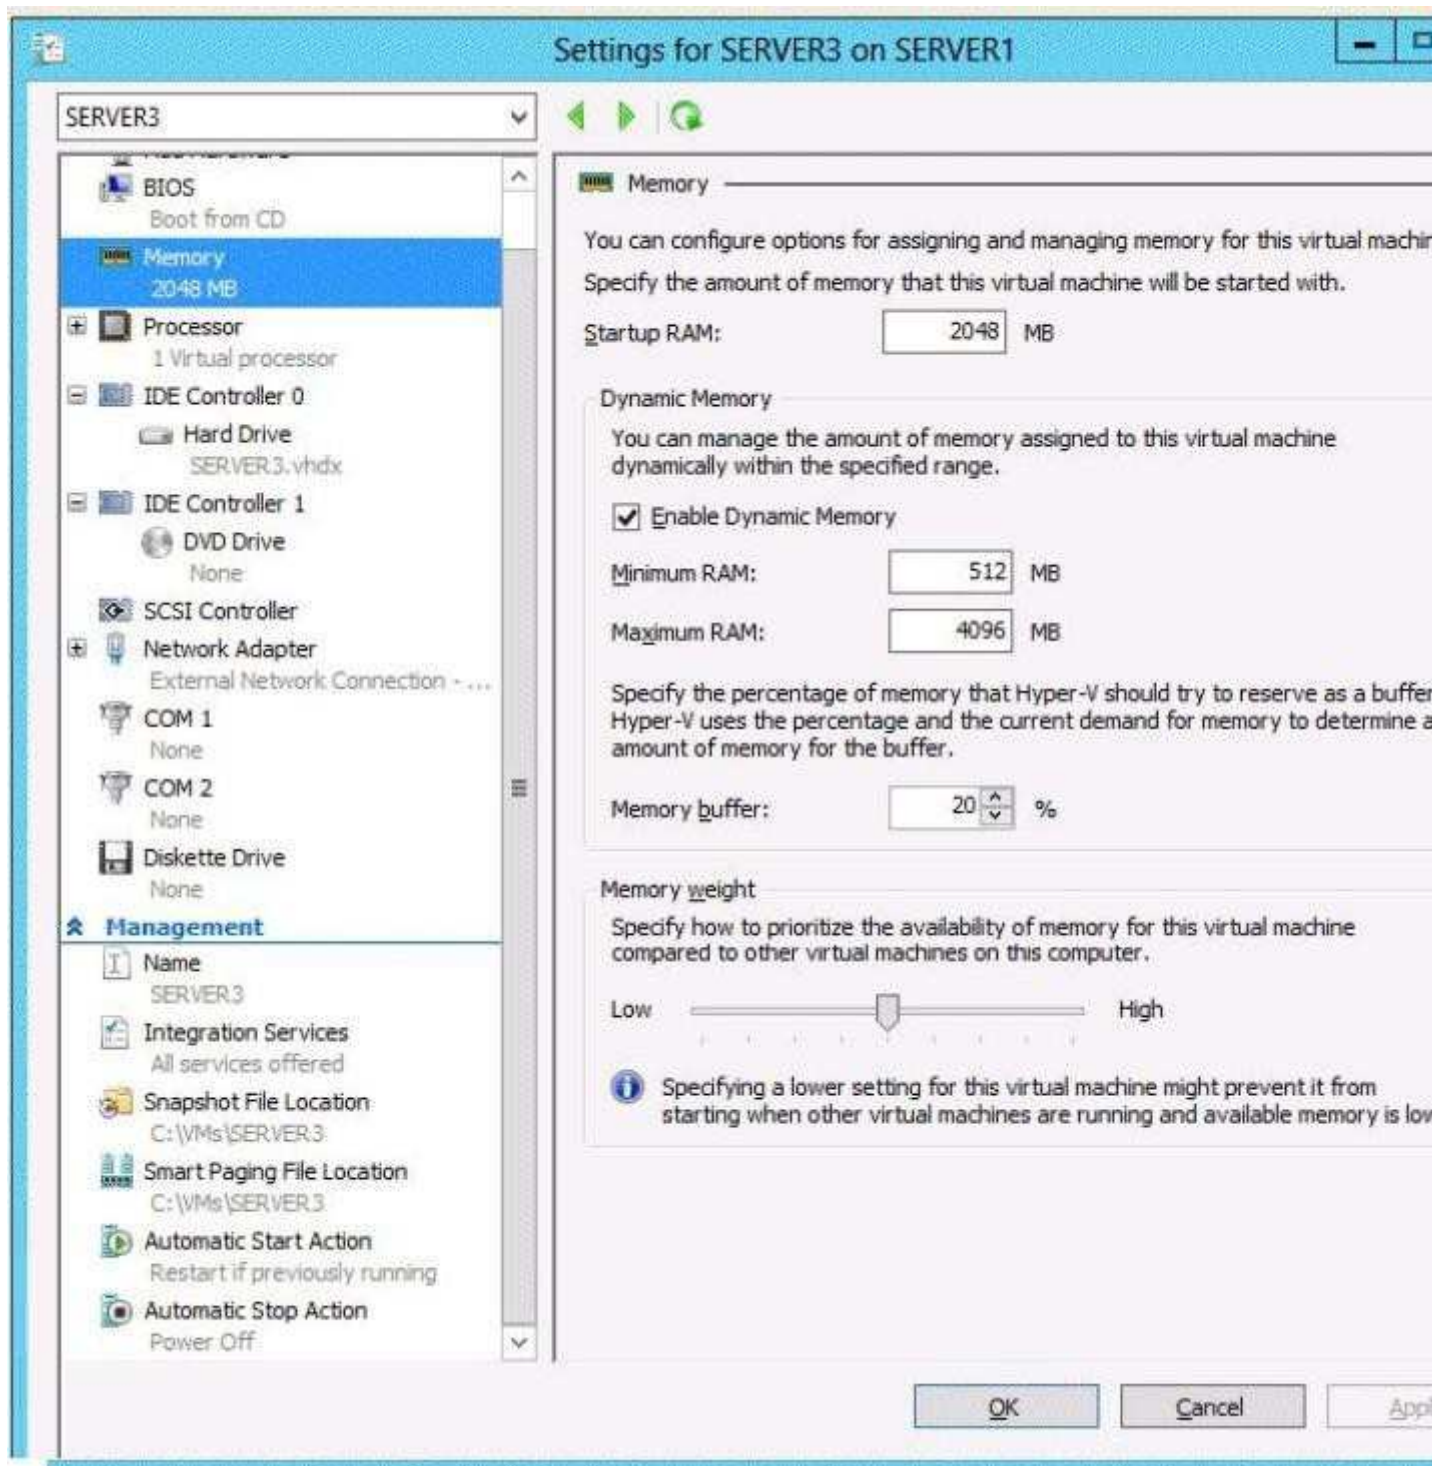 Settings for SERVER3 on SERVER1
SERVER3
BIOS
Boot from CD
Memory
2048 MB
Processor
1 Virtual processor
IDE Controller 0
Hard Drive
SERVER3.vhdx
IDE Controller 1
DVD Drive
None
SCSI Controller
Network Adapter
External Network Connection - ...
COM 1
None
COM 2
None
Diskette Drive
None
Management
Name
SERVER3
Integration Services
All services offered
Snapshot File Location
C:\VMs\SERVER3
Smart Paging File Location
C:\VMs\SERVER3
Automatic Start Action
Restart if previously running
Automatic Stop Action
Power Off
Memory
You can configure options for assigning and managing memory for this virtual machin
Specify the amount of memory that this virtual machine will be started with.
Startup RAM: 2048 MB
Dynamic Memory
You can manage the amount of memory assigned to this virtual machine
dynamically within the specified range.
Enable Dynamic Memory
Minimum RAM: 512 MB
Maximum RAM: 4096 MB
Specify the percentage of memory that Hyper-V should try to reserve as a buffer
Hyper-V uses the percentage and the current demand for memory to determine a
amount of memory for the buffer.
Memory buffer: 20 %
Memory weight
Specify how to prioritize the availability of memory for this virtual machine
compared to other virtual machines on this computer.
Low High
Specifying a lower setting for this virtual machine might prevent it from
starting when other virtual machines are running and available memory is low
OK Cancel Appl